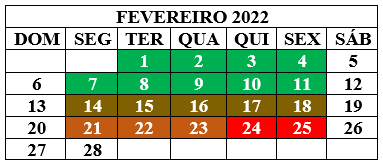 FEVEREIRO 2022
DOM SEG TER QUA QUI SEX SÁB
1 2 3 4 5
6 7 8 9 10 11 12
13 14 15 16 17 18 19
20 21 22 23 24 25 26
27 28